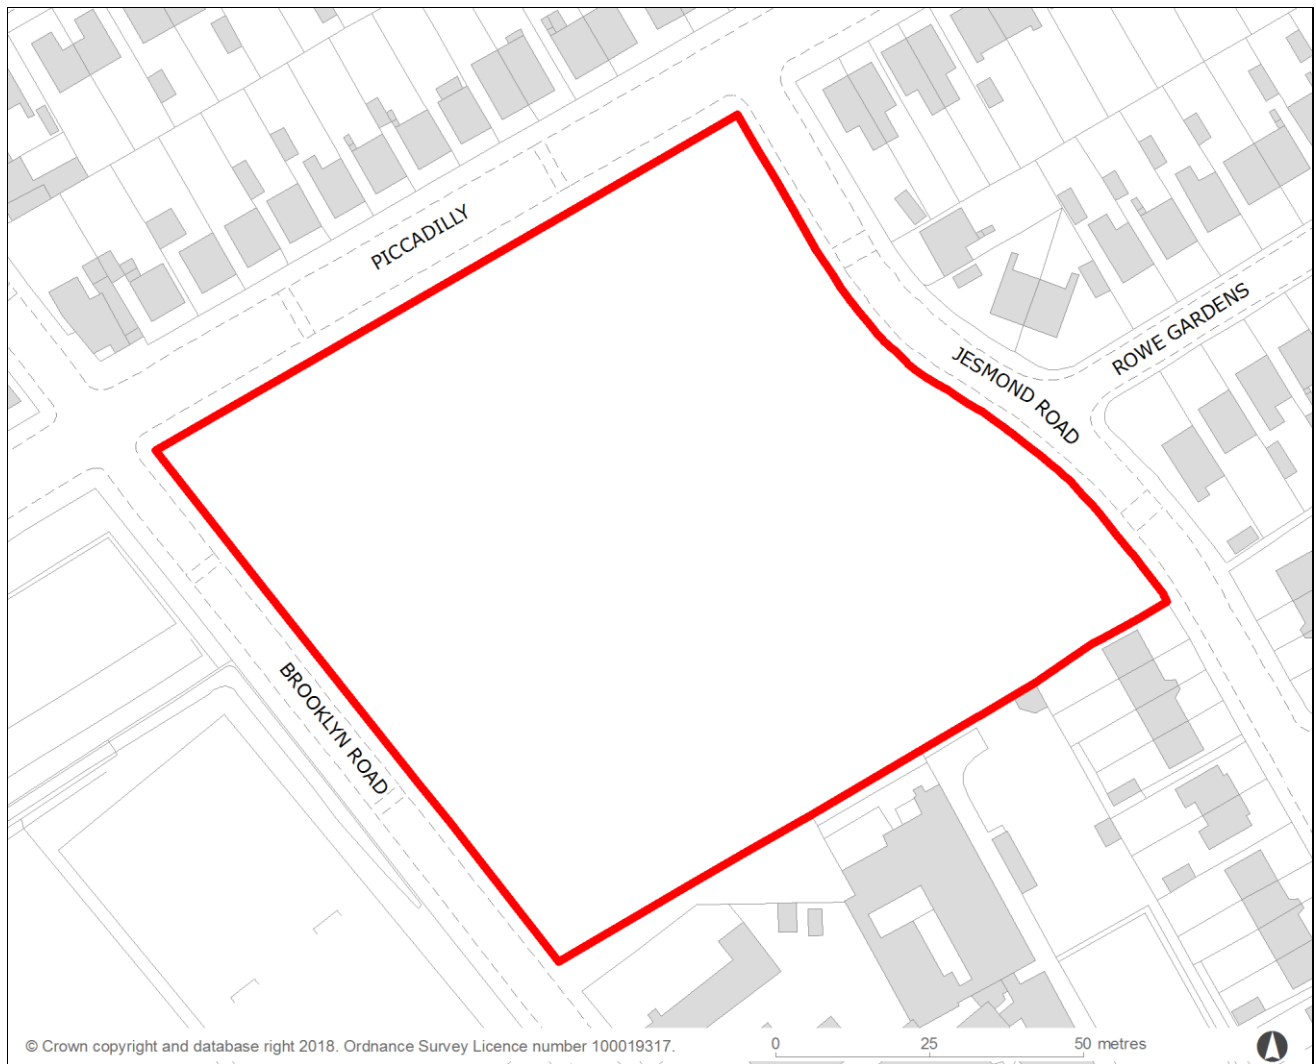 PICCADILLY
ROWE GARDENS
JESMOND ROAD
BROOKLYN ROAD
© Crown copyright and database right 2018. Ordnance Survey Licence number 100019317.
0 25 50 metres